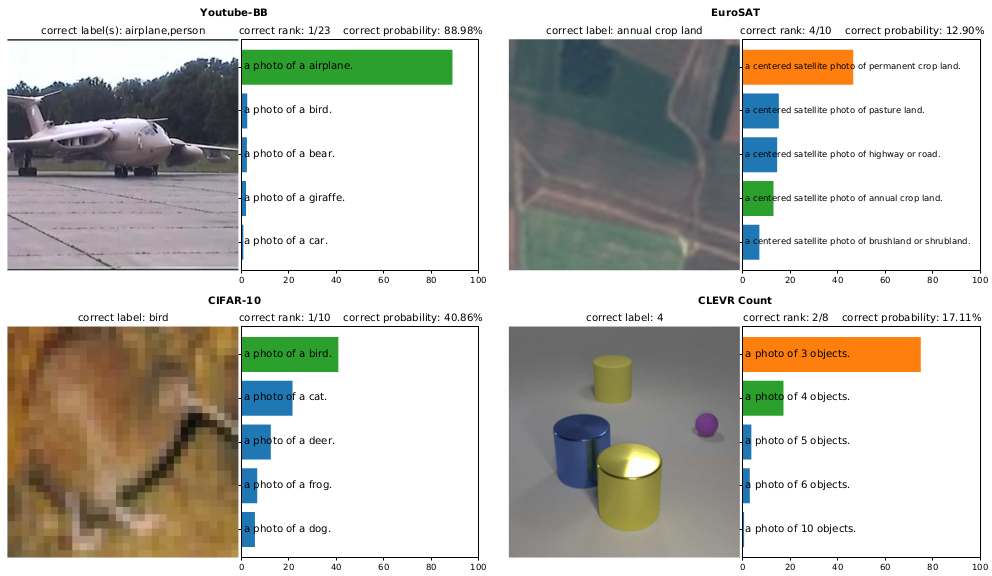 Youtube-BB
correct label(s): airplane,person correct rank: 1/23 correct probability: 88.98%
a photo of a airplane.
a photo of a bird.
a photo of a bear.
a photo of a giraffe.
a photo of a car.
0 20 40 60 80 100
EuroSAT
correct label: annual crop land correct rank: 4/10 correct probability: 12.90%
a centered satellite photo of permanent crop land.
a centered satellite photo of pasture land.
a centered satellite photo of highway or road.
a centered satellite photo of annual crop land.
a centered satellite photo of brushland or shrubland.
0 20 40 60 80 100
CIFAR-10
correct label: bird correct rank: 1/10 correct probability: 40.86%
a photo of a bird.
a photo of a cat.
a photo of a deer.
a photo of a frog.
a photo of a dog.
0 20 40 60 80 100
CLEVR Count
correct label: 4 correct rank: 2/8 correct probability: 17.11%
a photo of 3 objects.
a photo of 4 objects.
a photo of 5 objects.
a photo of 6 objects.
a photo of 10 objects.
0 20 40 60 80 100